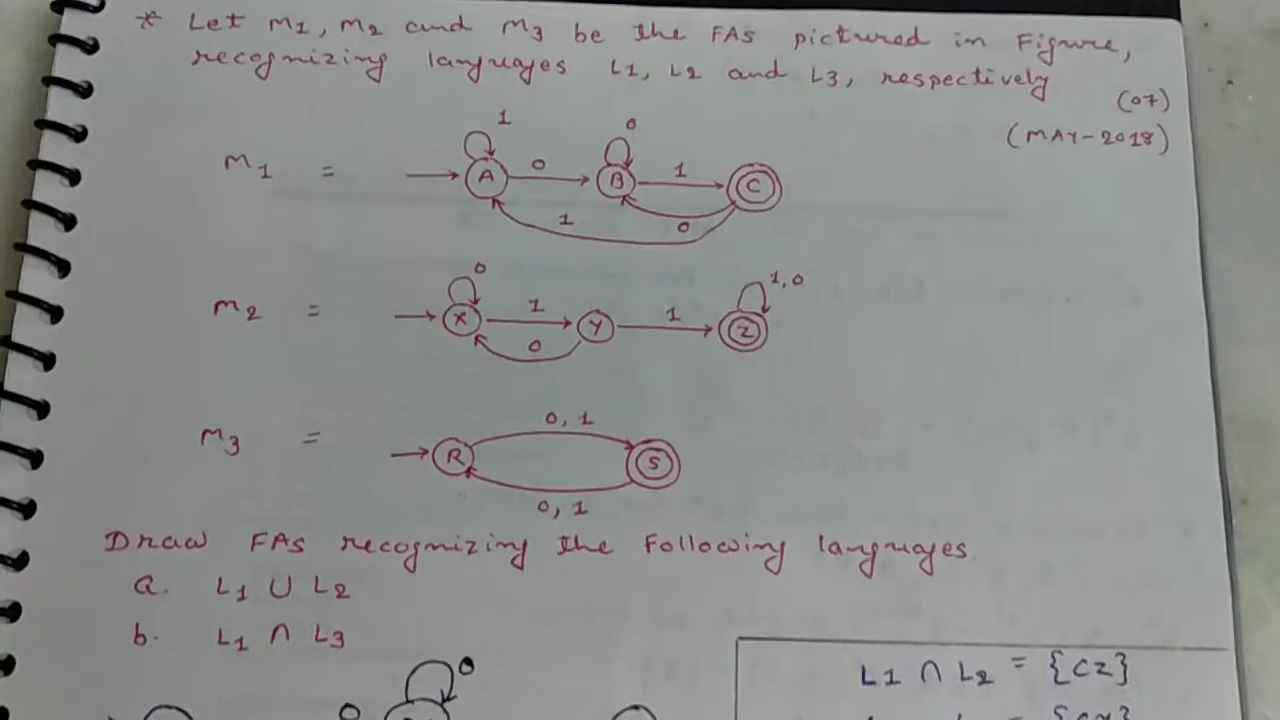 * Let M1, M2 and M3 be the FAs pictured in Figure,
recognizing languages L1, L2 and L3, respectively
(07)
(MAY-2018)
M1 =
1
A
0
0
B
1
C
0
1
M2 =
0
X
1
Y
1
1,0
Z
0
M3 =
0, 1
R
S
0, 1
Draw FAs recognizing the following languages.
a. L1 ∪ L2
b. L1 ∩ L3
0
0
L1 ∩ L2 = {CZ}